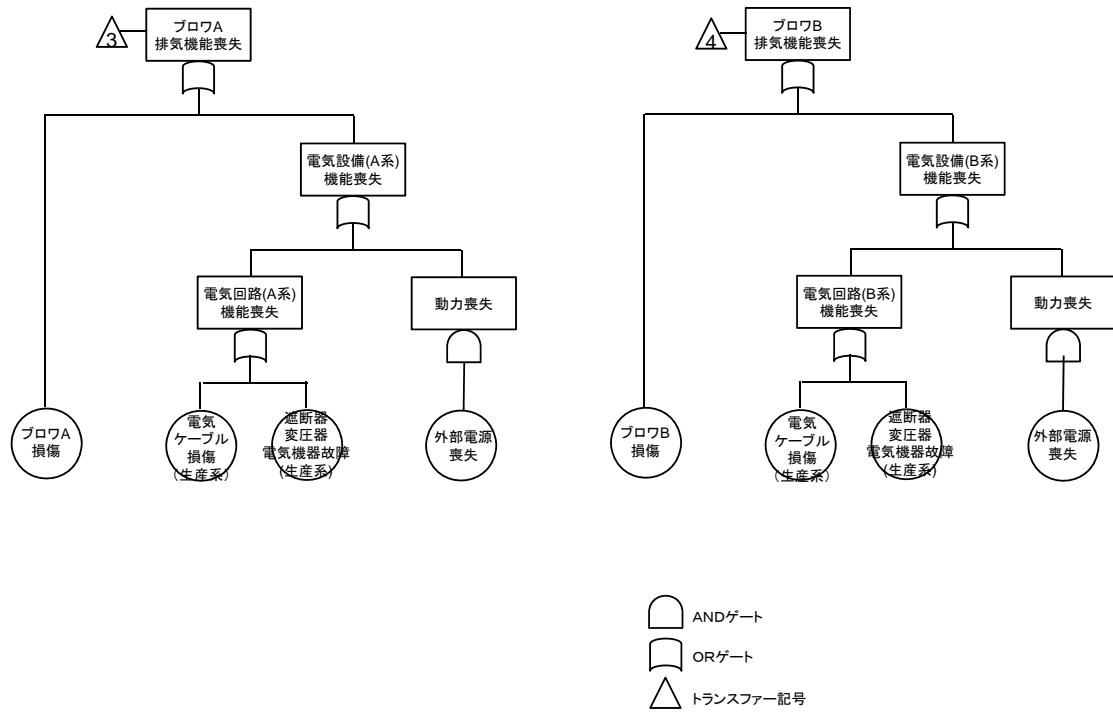 3
ブロワA
排気機能喪失
電気設備(A系)
機能喪失
電気回路(A系)
機能喪失
動力喪失
ブロワA
損傷
電気
ケーブル
損傷
(生産系)
遮断器
変圧器
電気機器故障
(生産系)
外部電源
喪失
4
ブロワB
排気機能喪失
電気設備(B系)
機能喪失
電気回路(B系)
機能喪失
動力喪失
ブロワB
損傷
電気
ケーブル
損傷
(生産系)
遮断器
変圧器
電気機器故障
(生産系)
外部電源
喪失
ANDゲート
ORゲート
トランスファー記号